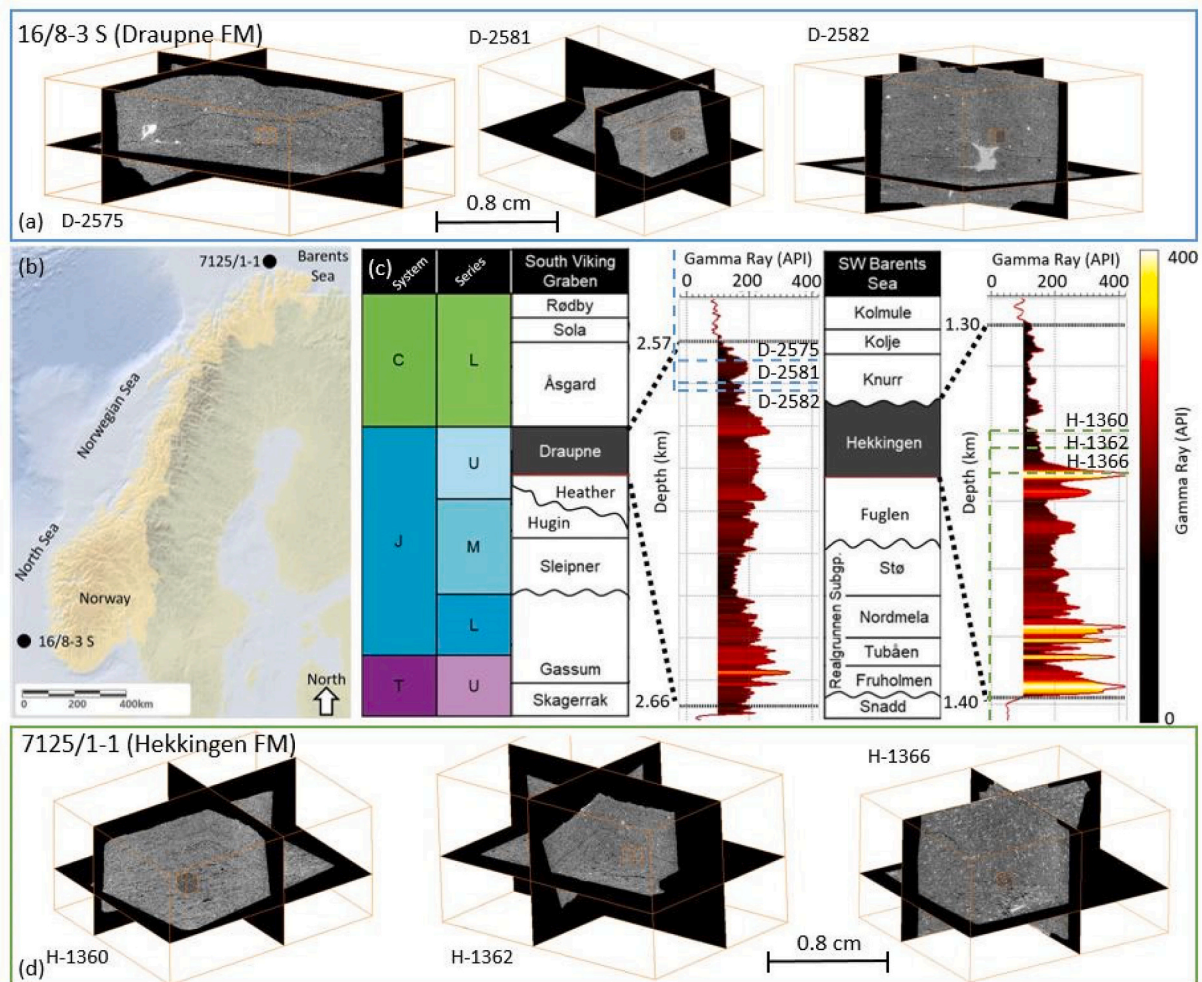 16/8-3 S (Draupne FM)
D-2581
D-2582
D-2575
0.8 cm
(a)
(b)
7125/1-1
Barents
Sea
Norwegian Sea
North Sea
Norway
16/8-3 S
0 200 400km
North
(c)
System
Series
South Viking
Graben
C
L
J
U
M
L
T
U
Rødby
Sola
Åsgard
Draupne
Heather
Hugin
Sleipner
Gassum
Skagerrak
Gamma Ray (API)
200 400
2.57
D-2575
D-2581
D-2582
Depth (km)
2.66
SW Barents
Sea
Kolmule
Kolje
Knurr
Hekkingen
Fuglen
Realgrunnen Subgp.
Stø
Nordmela
Tubåen
Fruholmen
Snadd
Gamma Ray (API)
200 400
1.30
H-1360
H-1362
H-1366
Depth (km)
1.40
400
Gamma Ray (API)
0
7125/1-1 (Hekkingen FM)
H-1366
H-1360
H-1362
0.8 cm
(d)